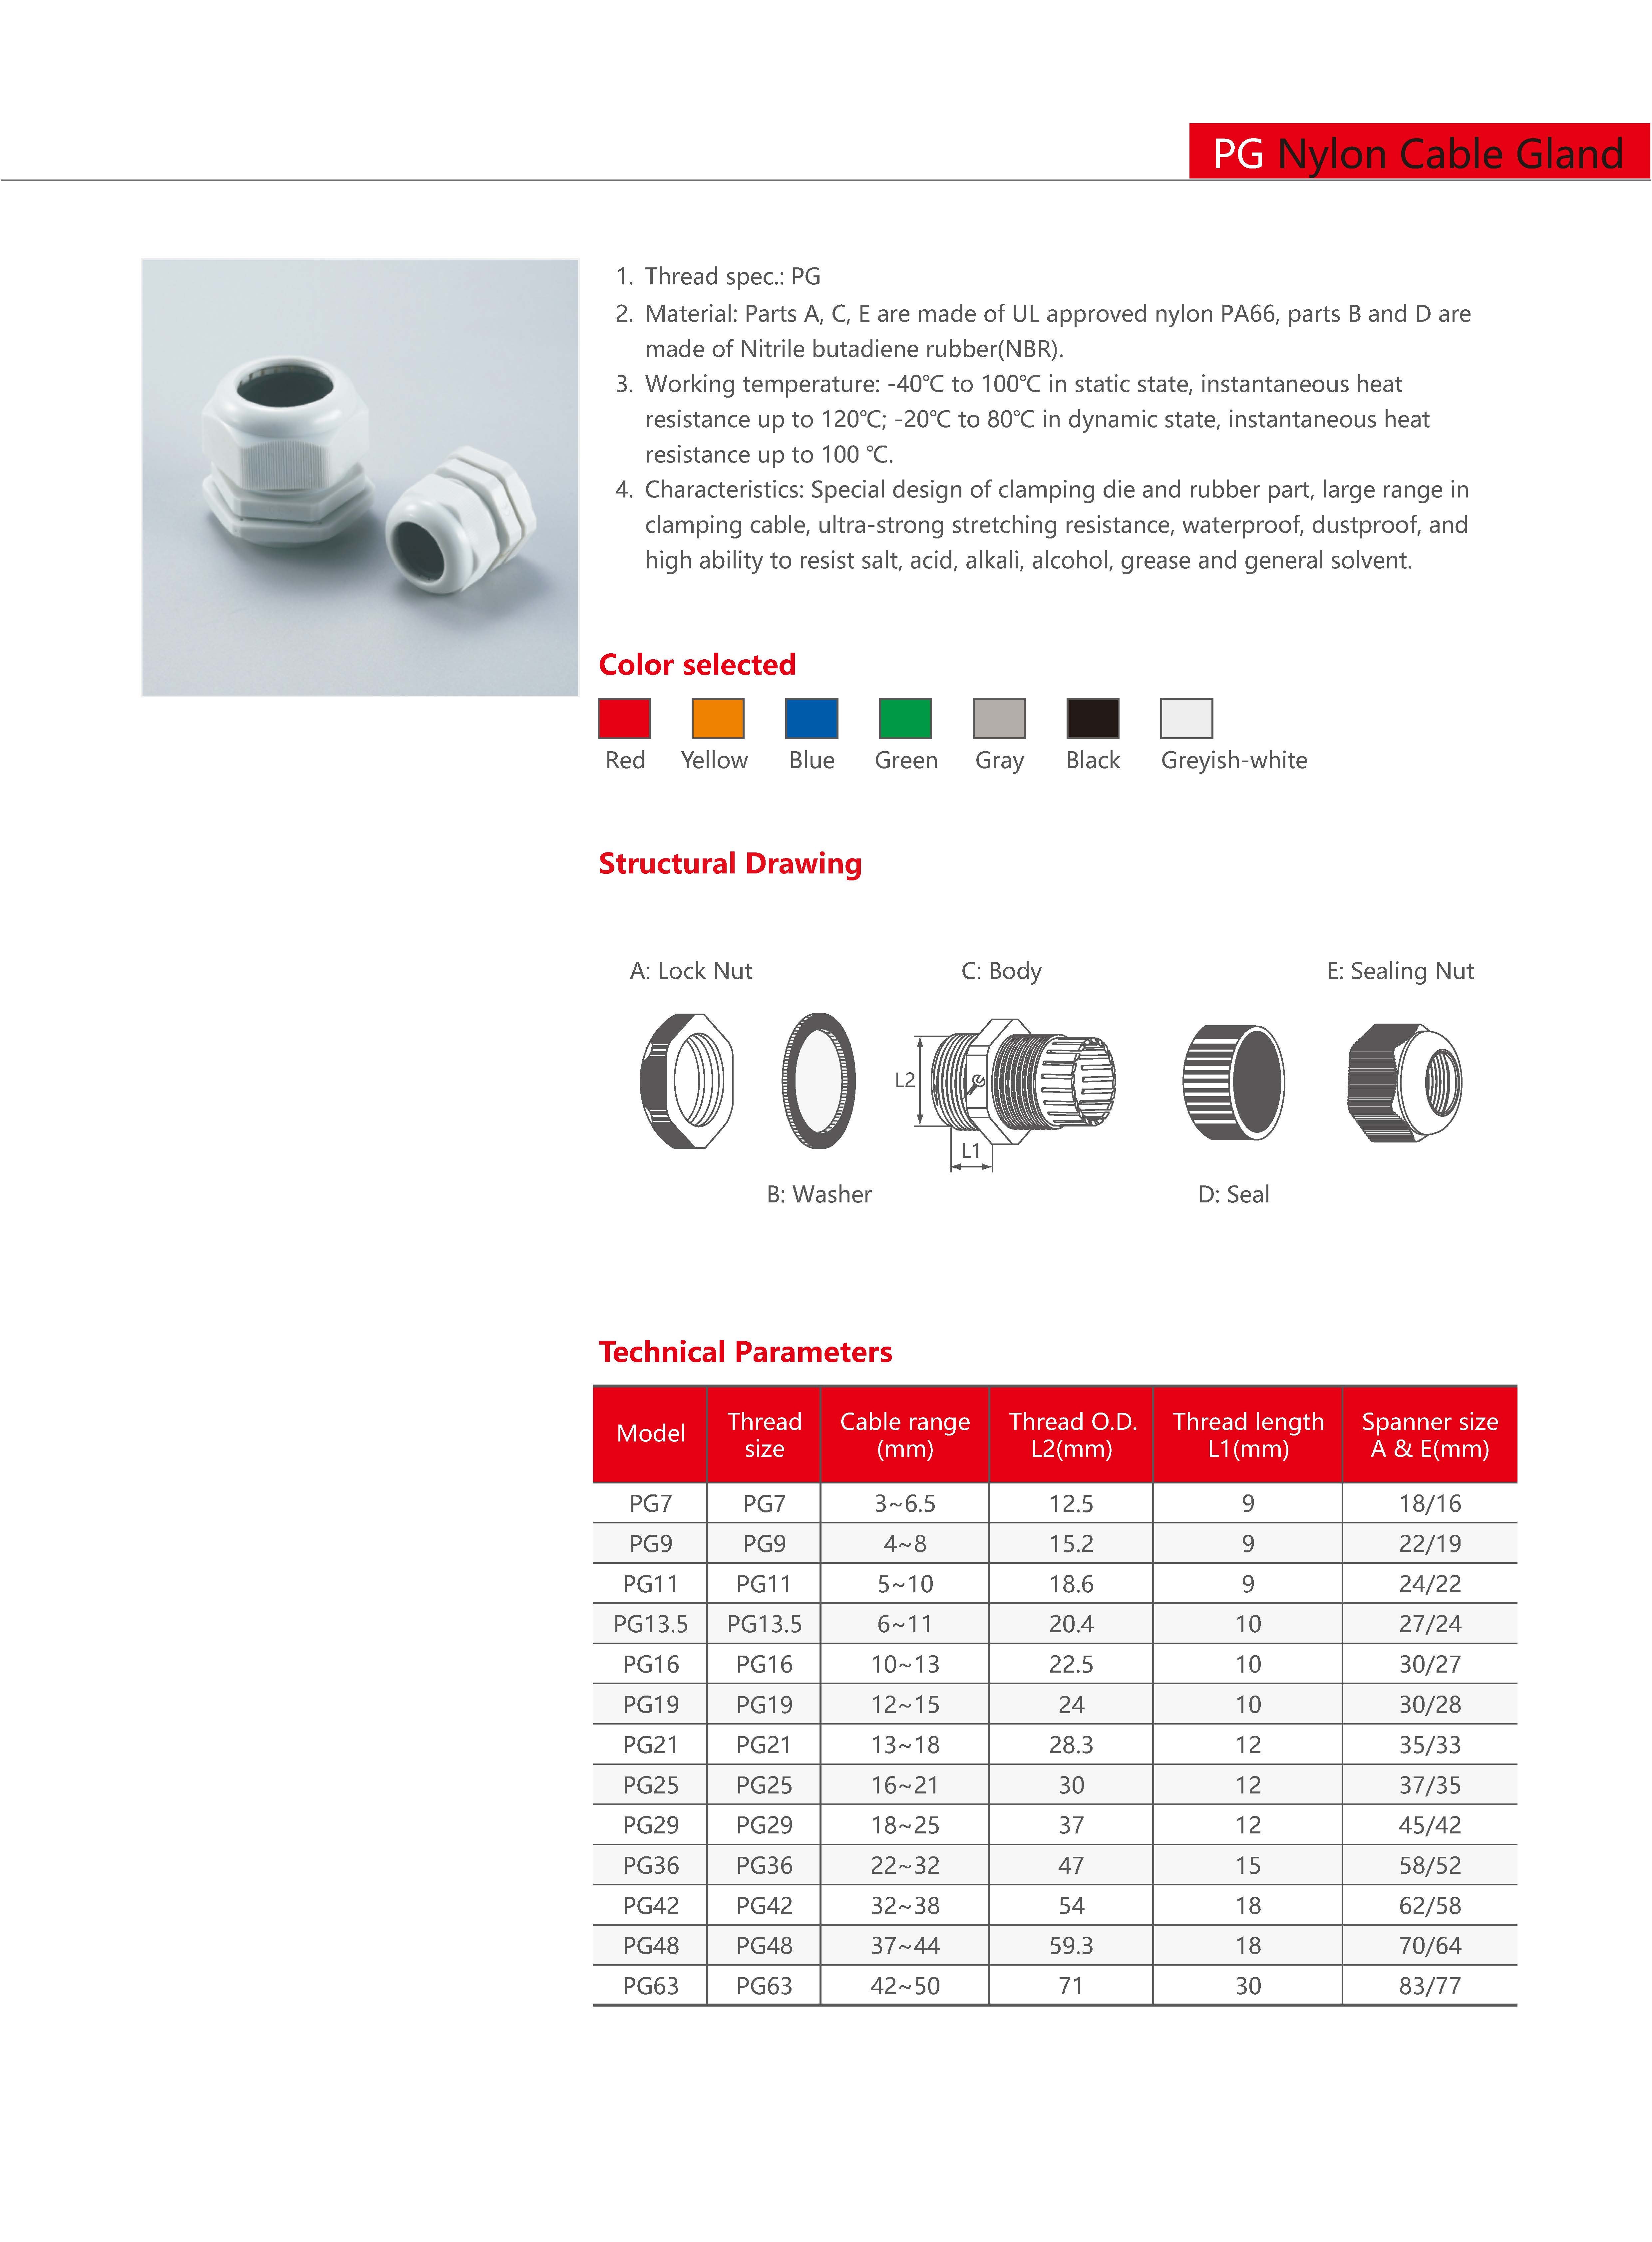 PG Nylon Cable Gland
1. Thread spec.: PG
2. Material: Parts A, C, E are made of UL approved nylon PA66, parts B and D are
made of Nitrile butadiene rubber(NBR).
3. Working temperature: -40℃ to 100℃ in static state, instantaneous heat
resistance up to 120℃; -20℃ to 80℃ in dynamic state, instantaneous heat
resistance up to 100 ℃.
4. Characteristics: Special design of clamping die and rubber part, large range in
clamping cable, ultra-strong stretching resistance, waterproof, dustproof, and
high ability to resist salt, acid, alkali, alcohol, grease and general solvent.
Color selected
Red Yellow Blue Green Gray Black Greyish-white
Structural Drawing
A: Lock Nut C: Body E: Sealing Nut
L2
L1
B: Washer D: Seal
Technical Parameters
Model Thread size Cable range (mm) Thread O.D. L2(mm) Thread length L1(mm) Spanner size A & E(mm)
PG7 PG7 3~6.5 12.5 9 18/16
PG9 PG9 4~8 15.2 9 22/19
PG11 PG11 5~10 18.6 9 24/22
PG13.5 PG13.5 6~11 20.4 10 27/24
PG16 PG16 10~13 22.5 10 30/27
PG19 PG19 12~15 24 10 30/28
PG21 PG21 13~18 28.3 12 35/33
PG25 PG25 16~21 30 12 37/35
PG29 PG29 18~25 37 12 45/42
PG36 PG36 22~32 47 15 58/52
PG42 PG42 32~38 54 18 62/58
PG48 PG48 37~44 59.3 18 70/64
PG63 PG63 42~50 71 30 83/77